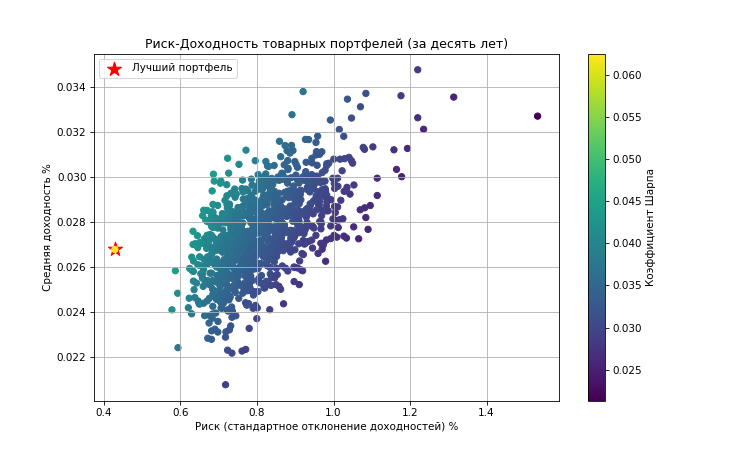 Риск-Доходность товарных портфелей (за десять лет)
Лучший портфель
Средняя доходность %
0.034
0.032
0.030
0.028
0.026
0.024
0.022
0.4 0.6 0.8 1.0 1.2 1.4
Риск (стандартное отклонение доходностей) %
0.060
0.055
0.050
0.045
0.040
0.035
0.030
0.025
Коэффициент Шарпа